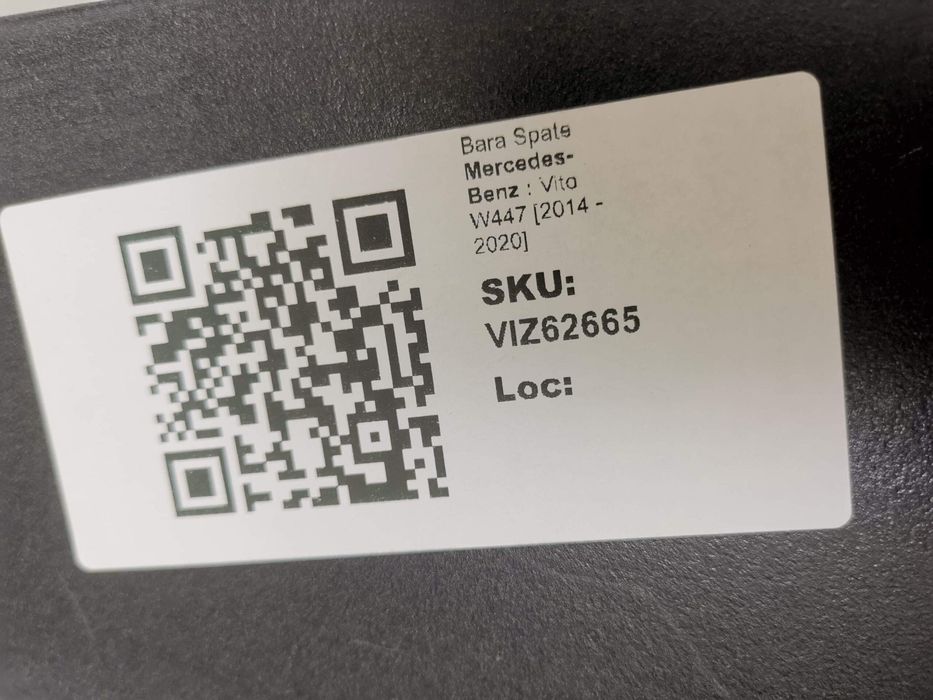 Bara Spate
Mercedes-
Benz : Vito
W447 [2014 -
2020]
SKU:
VIZ62665
Loc: